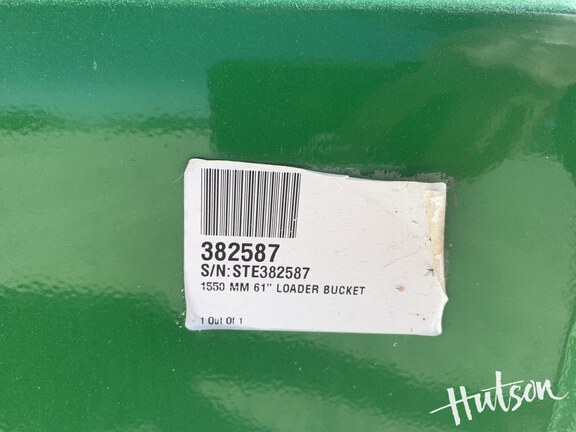 382587
S/N:STE382587
1550 MM 61" LOADER BUCKET
1 Out Of 1
Hutson